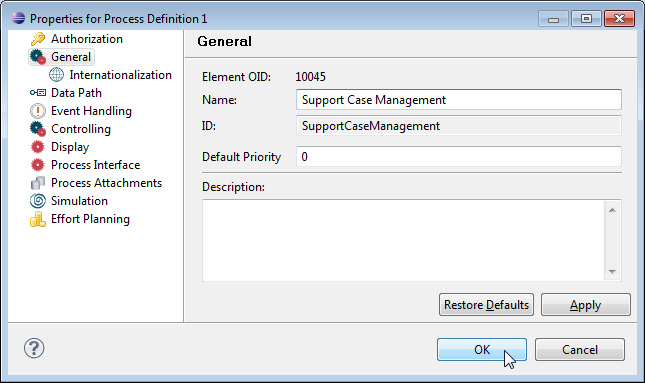 Properties for Process Definition 1
Authorization
General
Internationalization
Data Path
Event Handling
Controlling
Display
Process Interface
Process Attachments
Simulation
Effort Planning
General
Element OID: 10045
Name: Support Case Management
ID: SupportCaseManagement
Default Priority 0
Description:
Restore Defaults Apply
? OK Cancel